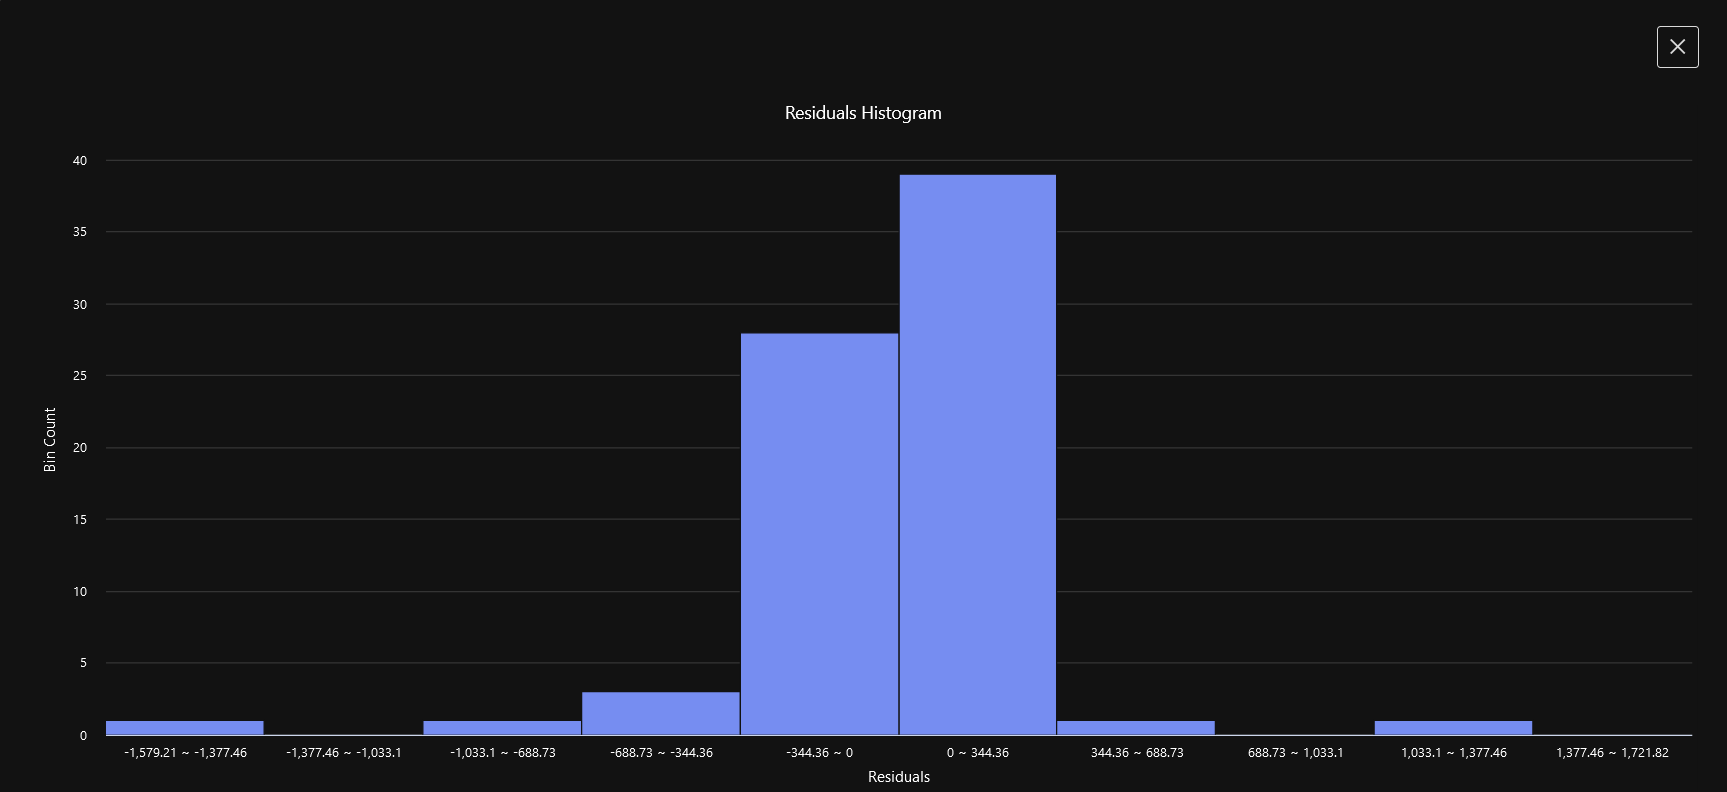 Residuals Histogram
40
35
30
25
20
15
10
5
0
Bin Count
-1,579.21 ~ -1,377.46
-1,377.46 ~ -1,033.1
-1,033.1 ~ -688.73
-688.73 ~ -344.36
-344.36 ~ 0
0 ~ 344.36
344.36 ~ 688.73
688.73 ~ 1,033.1
1,033.1 ~ 1,377.46
1,377.46 ~ 1,721.82
Residuals